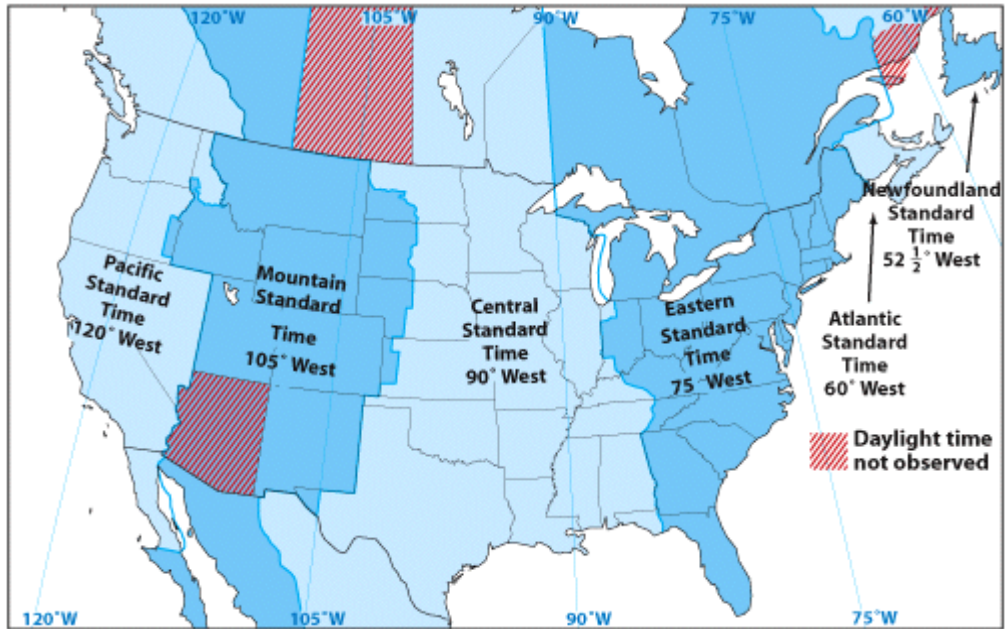 120°W
105°W
90°W
75°W
60°W
Pacific
Standard
Time
120° West
Mountain
Standard
Time
105° West
Central
Standard
Time
90° West
Eastern
Standard
Time
75 West
Newfoundland
Standard
Time
52 1/2° West
Atlantic
Standard
Time
60° West
Daylight time
not observed
120°W
105°W
90°W
75°W